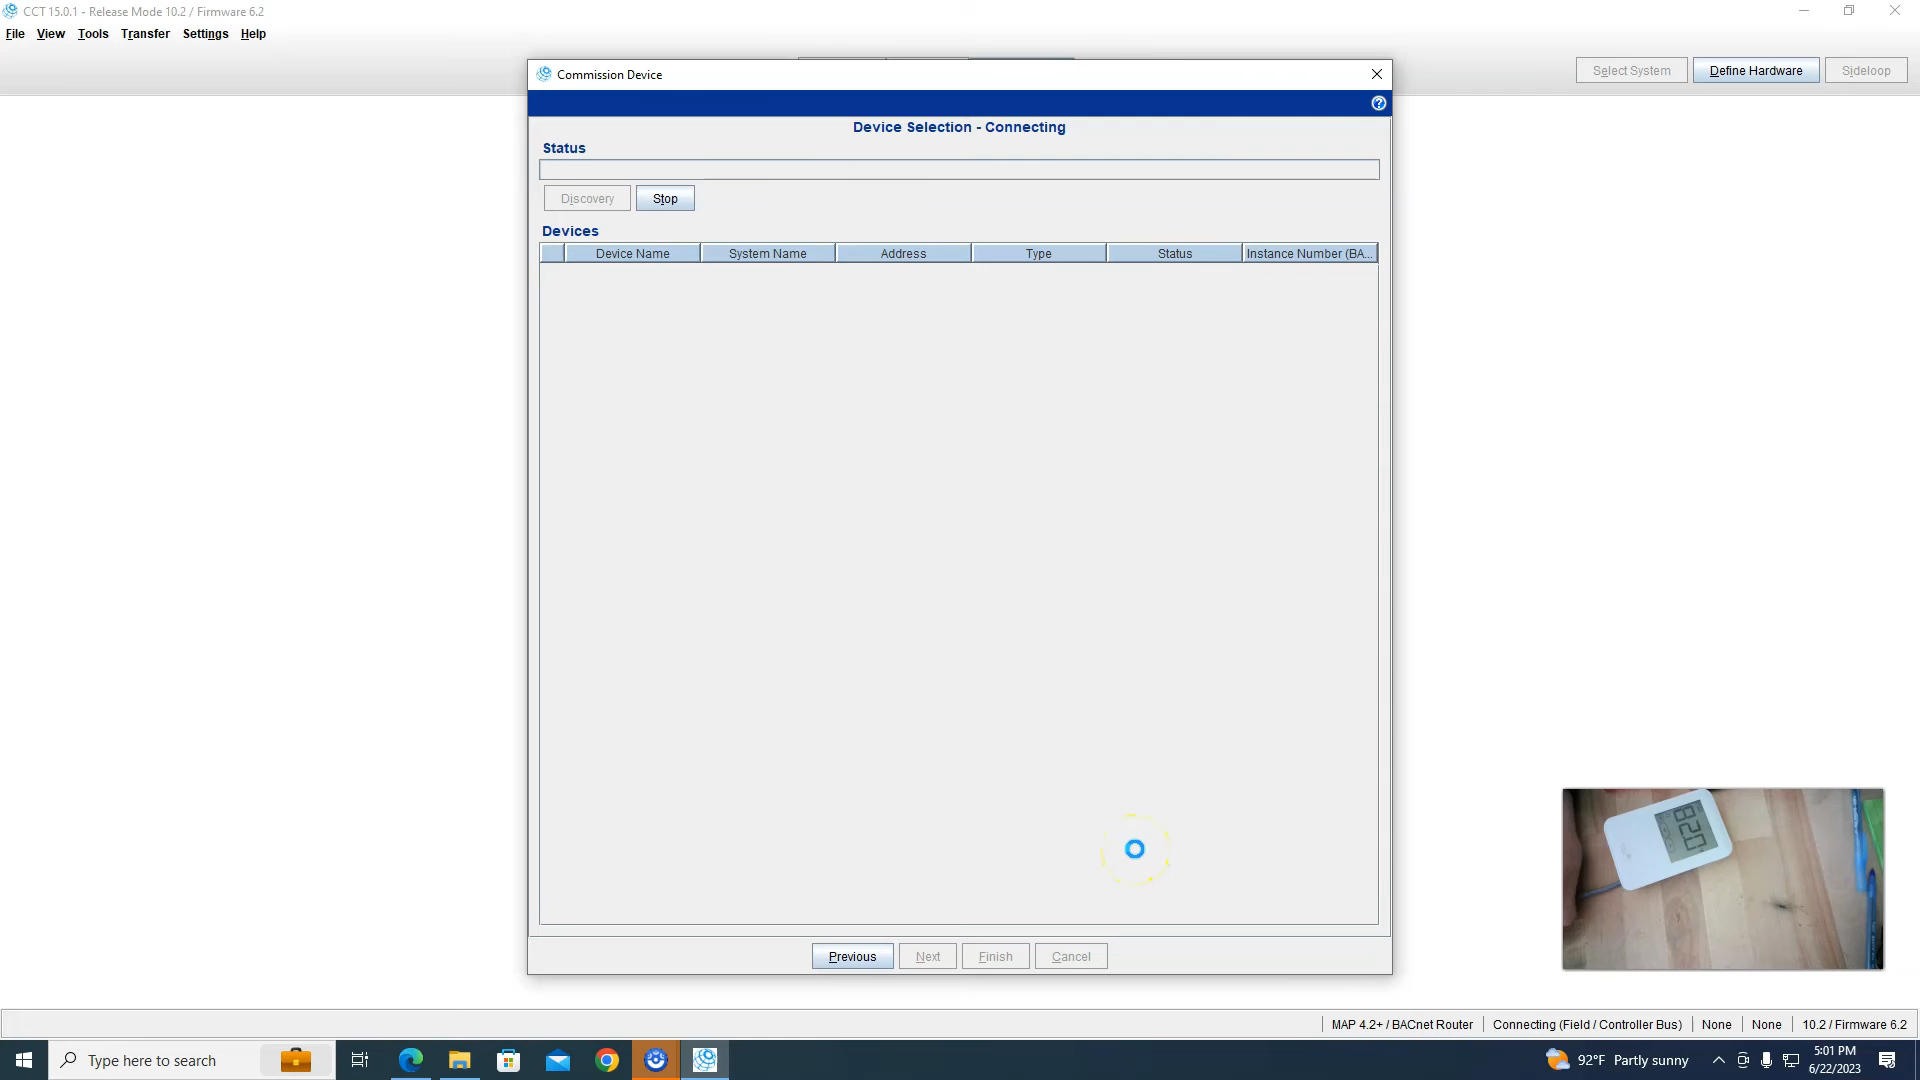 CCT 15.0.1 - Release Mode 10.2 / Firmware 6.2
File View Tools Transfer Settings Help
Select System Define Hardware Sideloop
Commission Device
Device Selection - Connecting
Status
Discovery Stop
Devices
Device Name System Name Address Type Status Instance Number (BA...
820
Previous Next Finish Cancel
MAP 4.2+ / BACnet Router Connecting (Field / Controller Bus) None None 10.2 / Firmware 6.2
Type here to search
92°F Partly sunny
5:01 PM
6/22/2023